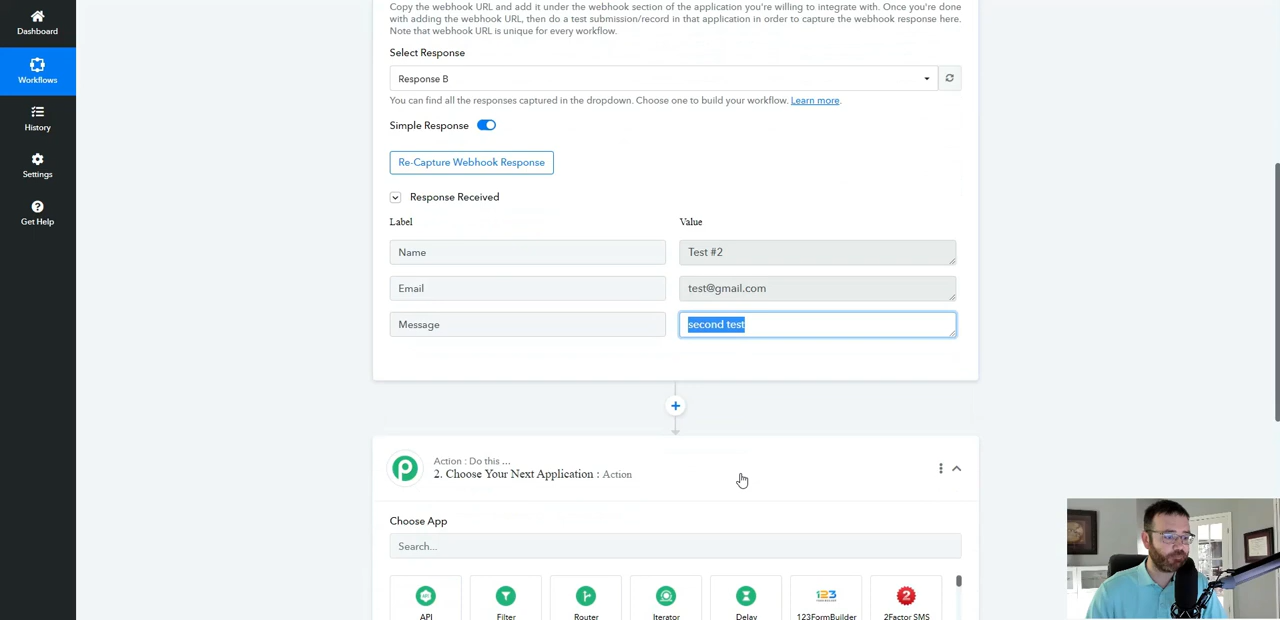 Copy the webhook URL and add it under the webhook section of the application you're willing to integrate with. Once you're done
with adding the webhook URL, then do a test submission/record in that application in order to capture the webhook response here.
Note that webhook URL is unique for every workflow.
Dashboard
Workflows
History
Settings
Get Help
Select Response
Response B
You can find all the responses captured in the dropdown. Choose one to build your workflow. Learn more.
Simple Response
Re-Capture Webhook Response
Response Received
Label Value
Name Test #2
Email test@gmail.com
Message second test
Action : Do this ...
2. Choose Your Next Application : Action
Choose App
Search...
API Filter Router Iterator Delay 123FormBuilder 2Factor SMS